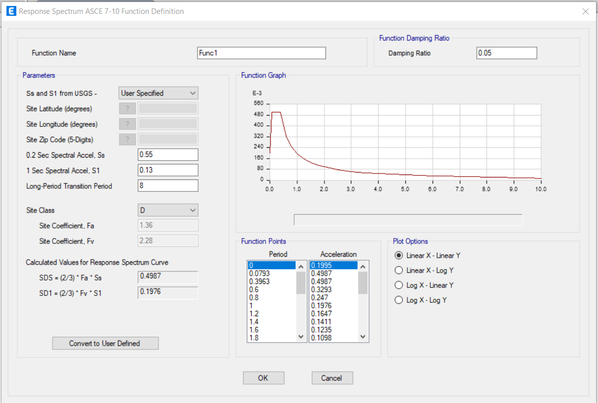 E Response Spectrum ASCE 7-10 Function Definition
Function Name
Func1
Function Damping Ratio
Damping Ratio
0.05
Parameters
Ss and S1 from USGS - User Specified
Site Latitude (degrees) ?
Site Longitude (degrees) ?
Site Zip Code (5-Digits) ?
0.2 Sec Spectral Accel, Ss 0.55
1 Sec Spectral Accel, S1 0.13
Long-Period Transition Period 8
Site Class D
Site Coefficient, Fa 1.36
Site Coefficient, Fv 2.28
Calculated Values for Response Spectrum Curve
SDS = (2/3) * Fa * Ss 0.4987
SD1 = (2/3) * Fv * S1 0.1976
Convert to User Defined
Function Graph
E-3
560
480
400
320
240
160
80
0
0.0 1.0 2.0 3.0 4.0 5.0 6.0 7.0 8.0 9.0 10.0
Function Points
Period Acceleration
0 0.1995
0.0793 0.4987
0.3963 0.4987
0.6 0.3293
0.8 0.247
1 0.1976
1.2 0.1647
1.4 0.1411
1.6 0.1235
1.8 0.1098
Plot Options
Linear X - Linear Y
Linear X - Log Y
Log X - Linear Y
Log X - Log Y
OK Cancel